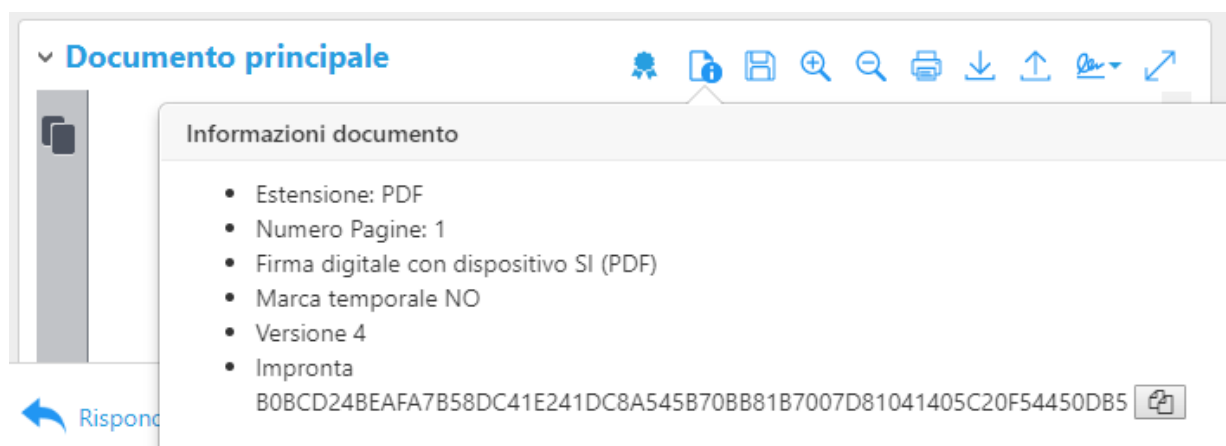 Documento principale
Informazioni documento
Estensione: PDF
Numero Pagine: 1
Firma digitale con dispositivo SI (PDF)
Marca temporale NO
Versione 4
Impronta
B0BCD24BEAFA7B58DC41E241DC8A545B70BB81B7007D81041405C20F54450DB5
Rispond